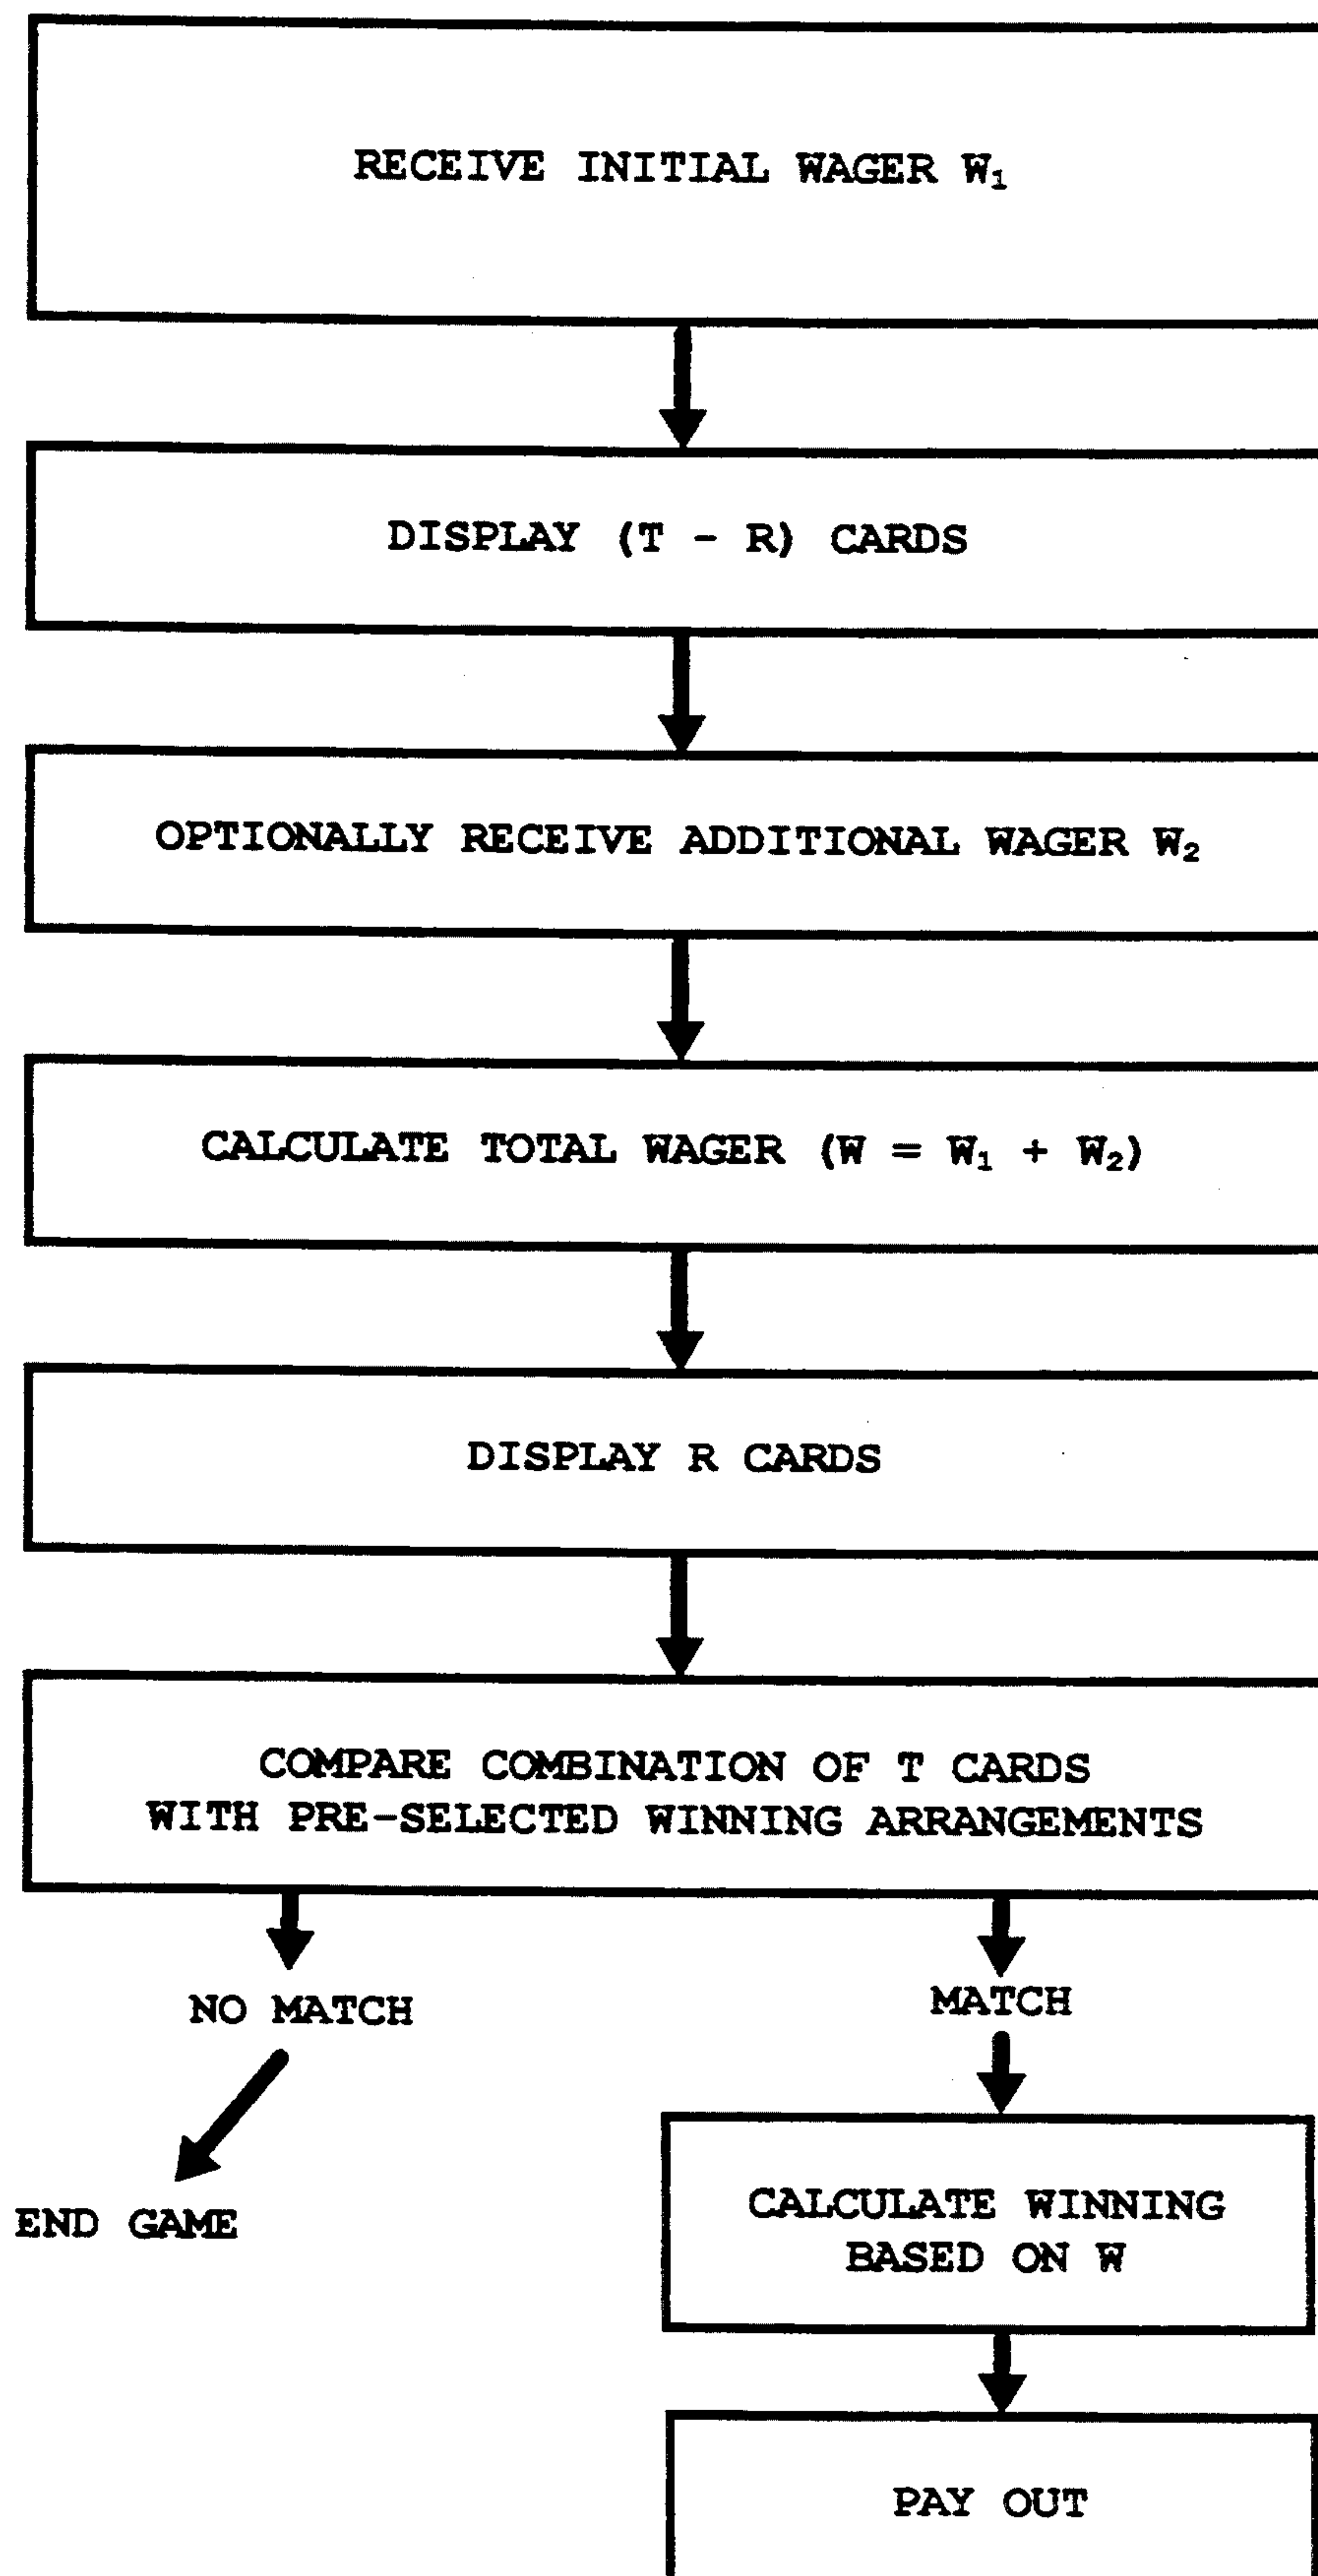 RECEIVE INITIAL WAGER W₁
DISPLAY (T - R) CARDS
OPTIONALLY RECEIVE ADDITIONAL WAGER W₂
CALCULATE TOTAL WAGER (W = W₁ + W₂)
DISPLAY R CARDS
COMPARE COMBINATION OF T CARDS
WITH PRE-SELECTED WINNING ARRANGEMENTS
NO MATCH
MATCH
END GAME
CALCULATE WINNING
BASED ON W
PAY OUT